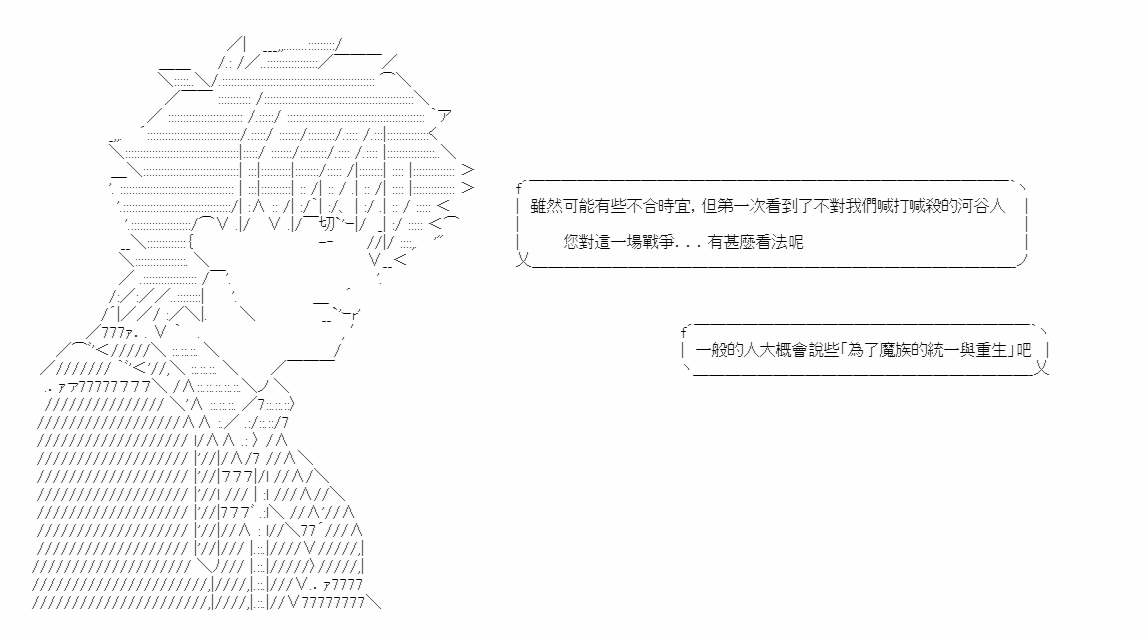 雖然可能有些不合時宜, 但第一次看到了不對我們喊打喊殺的河谷人
您對這一場戰爭... 有甚麼看法呢
一般的人大概會說些「為了魔族的統一與重生」吧